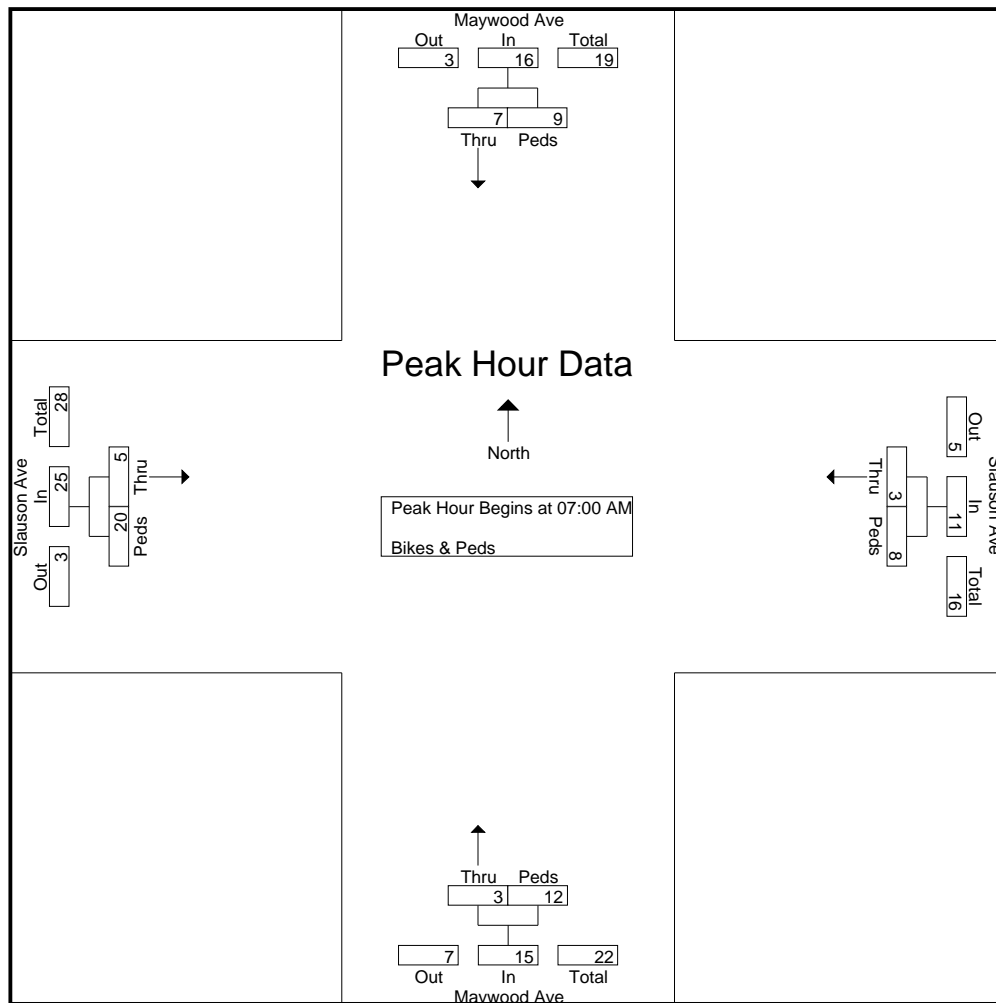 Maywood Ave
Out In Total
3 16 19
7 9
Thru Peds
Peak Hour Data
North
Peak Hour Begins at 07:00 AM
Bikes & Peds
Slauson Ave
Total In Out
28 25 3
5 20
Thru Peds
Slauson Ave
Out In Total
5 11 16
Thru Peds
3 8
Thru Peds
3 12
7 15 22
Out In Total
Maywood Ave